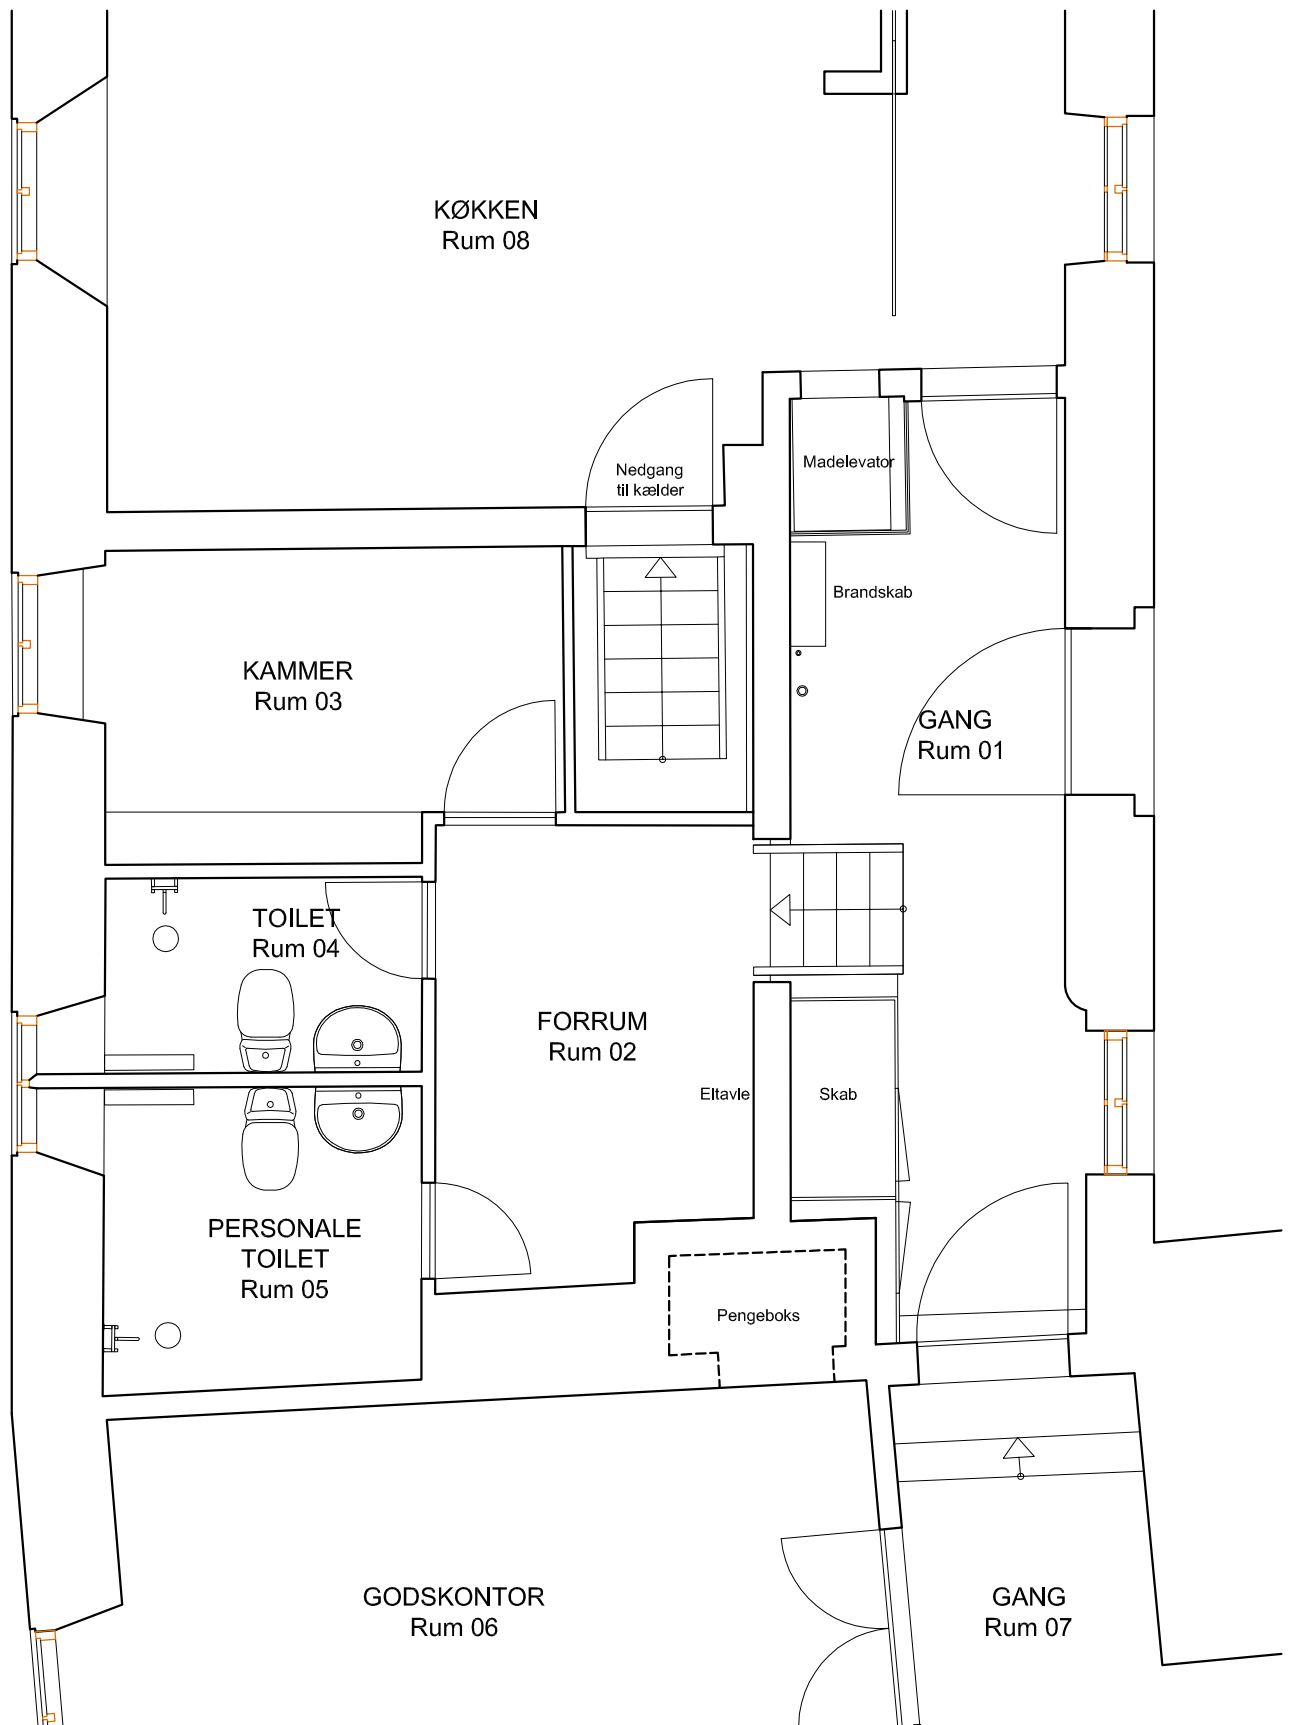 KØKKEN
Rum 08
Nedgang
til kælder
Madelevator
Brandskab
KAMMER
Rum 03
GANG
Rum 01
TOILET
Rum 04
FORRUM
Rum 02
Eltavle
Skab
PERSONALE
TOILET
Rum 05
Pengeboks
GODSKONTOR
Rum 06
GANG
Rum 07